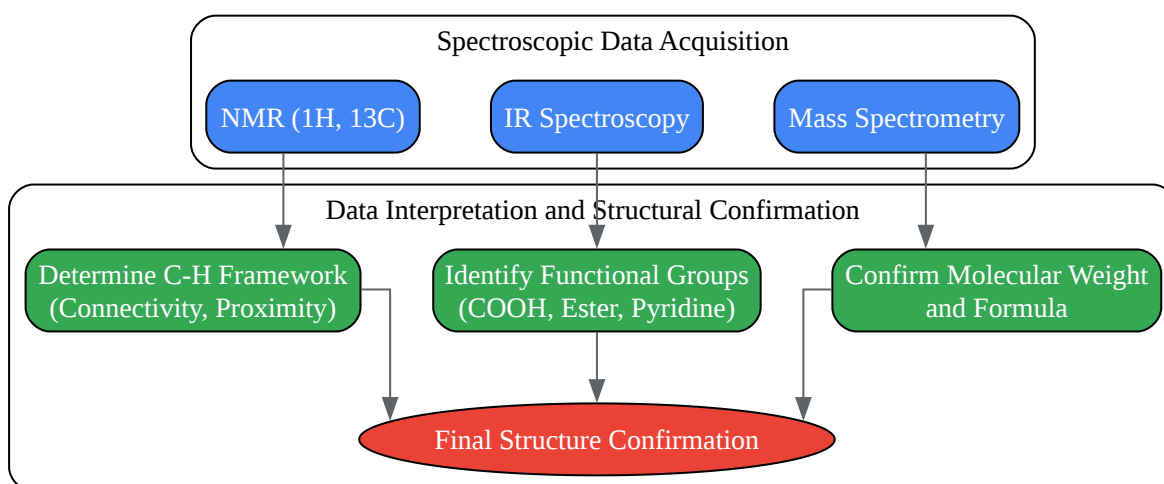 Spectroscopic Data Acquisition
NMR (1H, 13C)
IR Spectroscopy
Mass Spectrometry
Data Interpretation and Structural Confirmation
Determine C-H Framework
(Connectivity, Proximity)
Identify Functional Groups
(COOH, Ester, Pyridine)
Confirm Molecular Weight
and Formula
Final Structure Confirmation